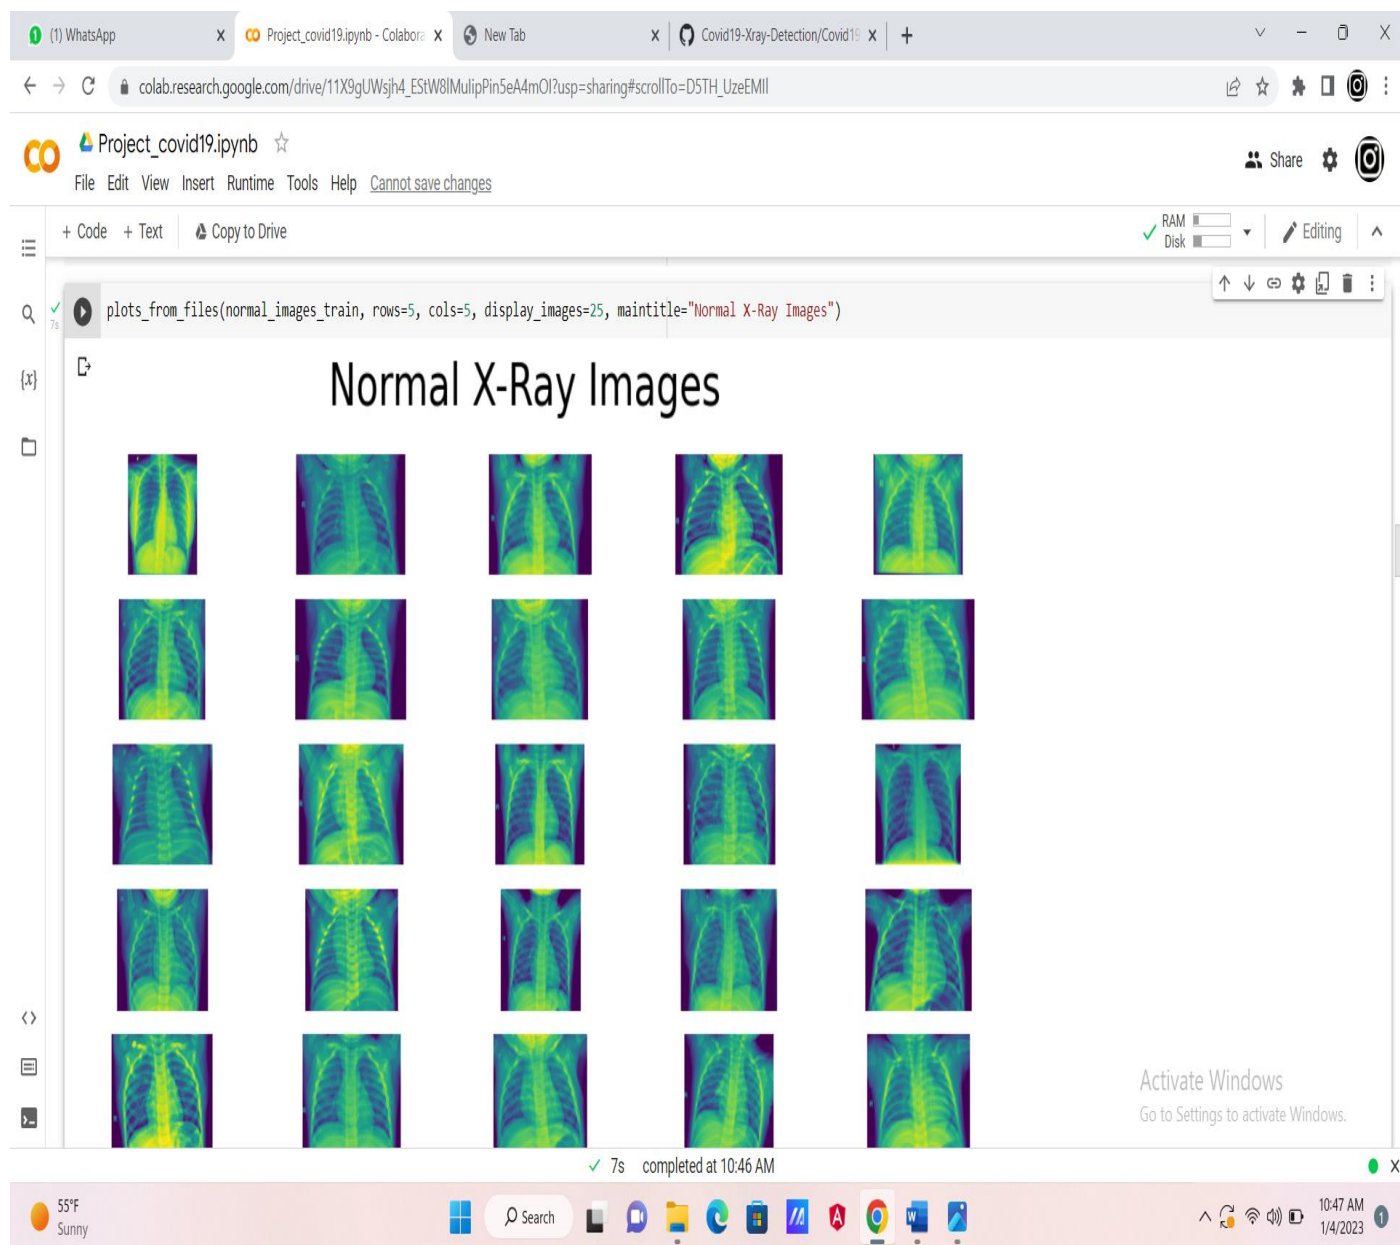 (1) WhatsApp
Project_covid19.ipynb - Colabora
New Tab
Covid19-Xray-Detection/Covid19
colab.research.google.com/drive/11X9gUWsjh4_EStW8lMulipPin5eA4mOI?usp=sharing#scrollTo=D5TH_UzeEMIl
Project_covid19.ipynb
Share
File Edit View Insert Runtime Tools Help Cannot save changes
+ Code + Text Copy to Drive
RAM
Disk
Editing
7s
plots_from_files(normal_images_train, rows=5, cols=5, display_images=25, maintitle="Normal X-Ray Images")
{x}
Normal X-Ray Images
Activate Windows
Go to Settings to activate Windows.
7s completed at 10:46 AM
55°F
Sunny
Search
10:47 AM
1/4/2023
1